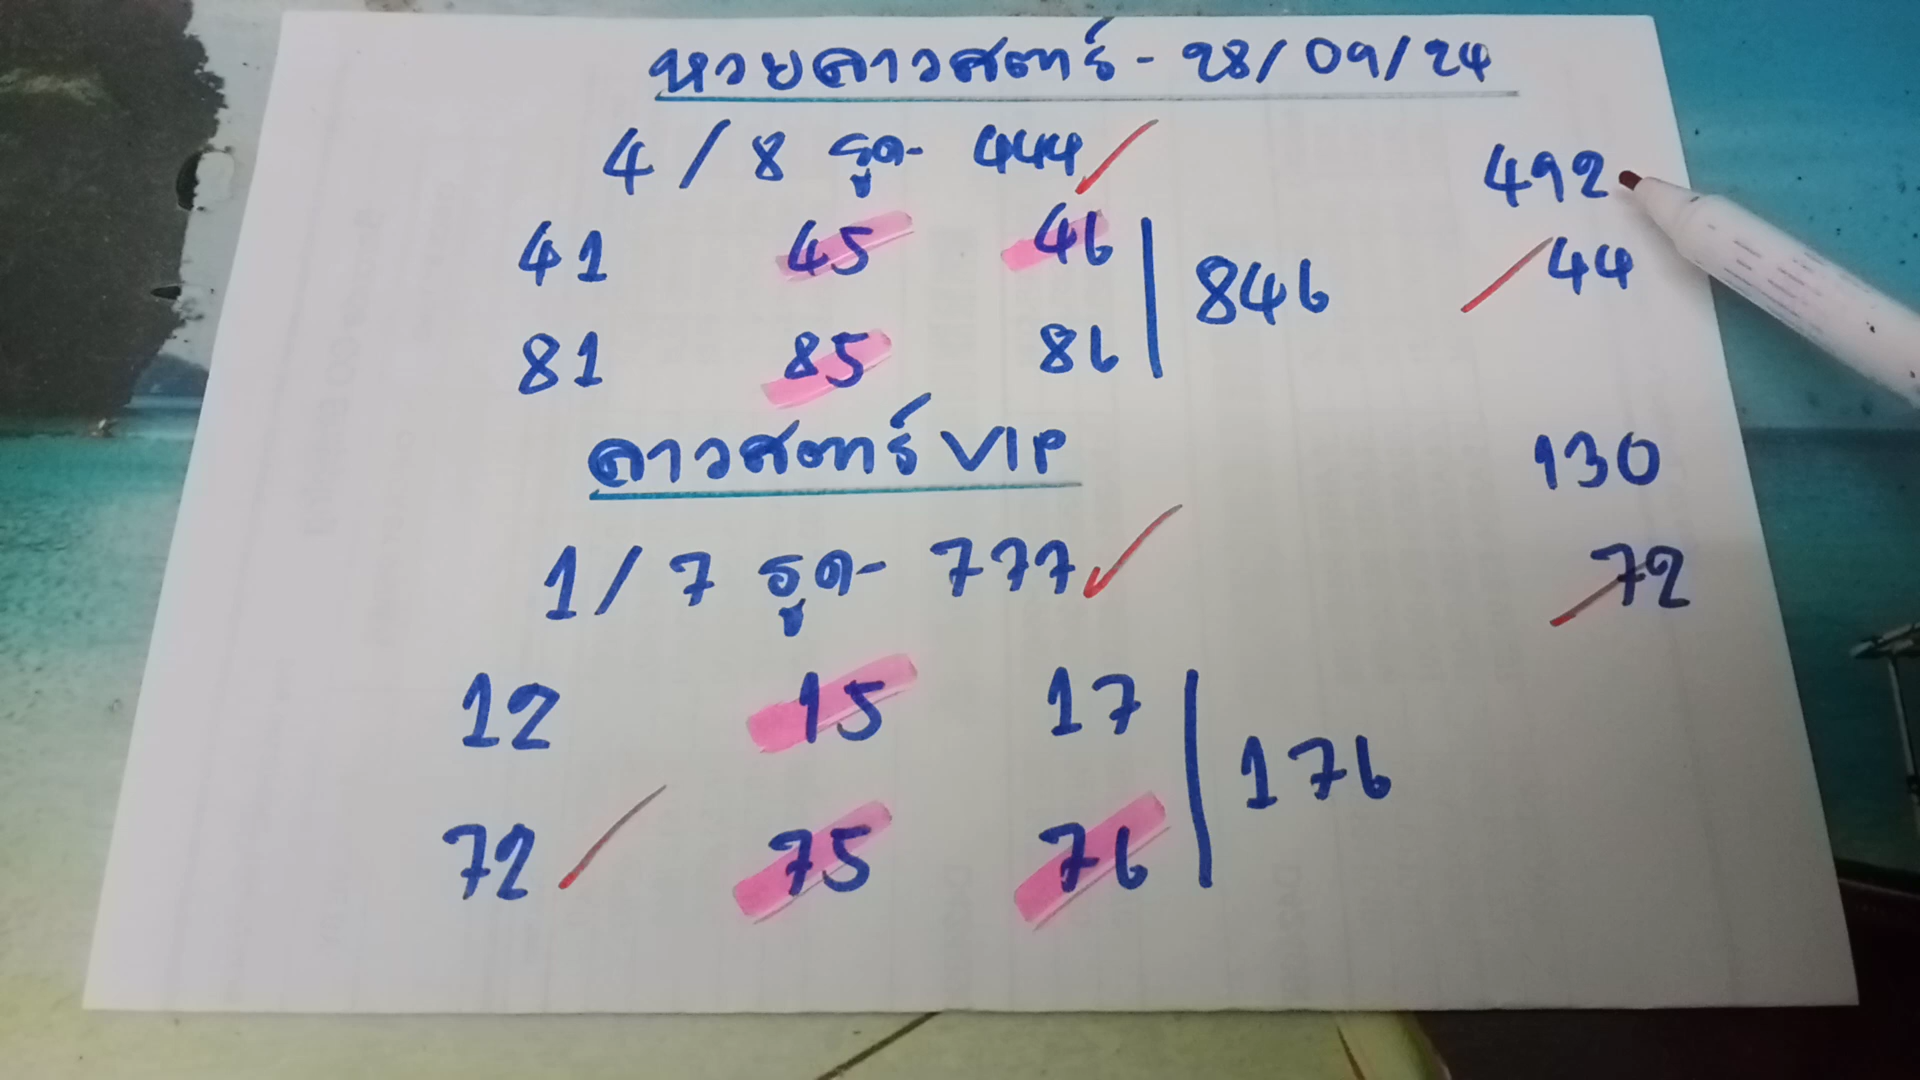 หวยลาวสตาร์ - 28/09/24
4 / 8 รูด - 444
492
41 45 46
846
44
81 85 86
ลาวสตาร์ VIP
130
1 / 7 รูด - 777
72
12 15 17
176
72 75 76